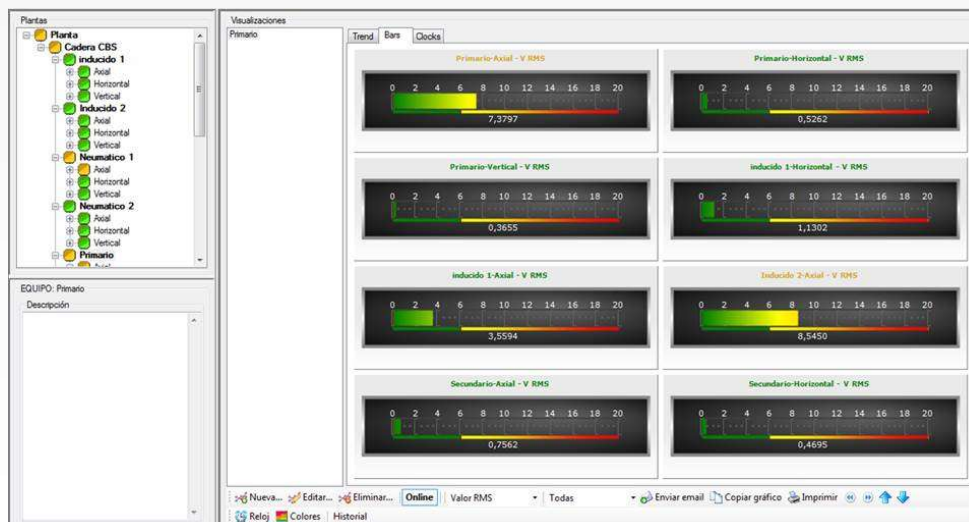 Plantas
Planta
Cadera CBS
inducido 1
Axial
Horizontal
Vertical
Inducido 2
Axial
Horizontal
Vertical
Neumatico 1
Axial
Horizontal
Vertical
Neumatico 2
Axial
Horizontal
Vertical
Primario
Axial
EQUIPO: Primario
Descripción
Visualizaciones
Primario
Trend Bars Clocks
Primario-Axial - V RMS
0 2 4 6 8 10 12 14 16 18 20
7,3797
Primario-Horizontal - V RMS
0 2 4 6 8 10 12 14 16 18 20
0,5262
Primario-Vertical - V RMS
0 2 4 6 8 10 12 14 16 18 20
0,3655
inducido 1-Horizontal - V RMS
0 2 4 6 8 10 12 14 16 18 20
1,1302
inducido 1-Axial - V RMS
0 2 4 6 8 10 12 14 16 18 20
3,5594
Inducido 2-Axial - V RMS
0 2 4 6 8 10 12 14 16 18 20
8,5450
Secundario-Axial - V RMS
0 2 4 6 8 10 12 14 16 18 20
0,7562
Secundario-Horizontal - V RMS
0 2 4 6 8 10 12 14 16 18 20
0,4695
Nueva... Editar... Eliminar... Online Valor RMS Todas Enviar email Copiar gráfico Imprimir
Reloj Colores Historial